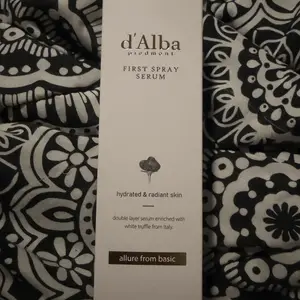 d'Alba
piedmont
FIRST SPRAY
SERUM
hydrated & radiant skin
double layer serum enriched with
white truffle from italy
allure from basic